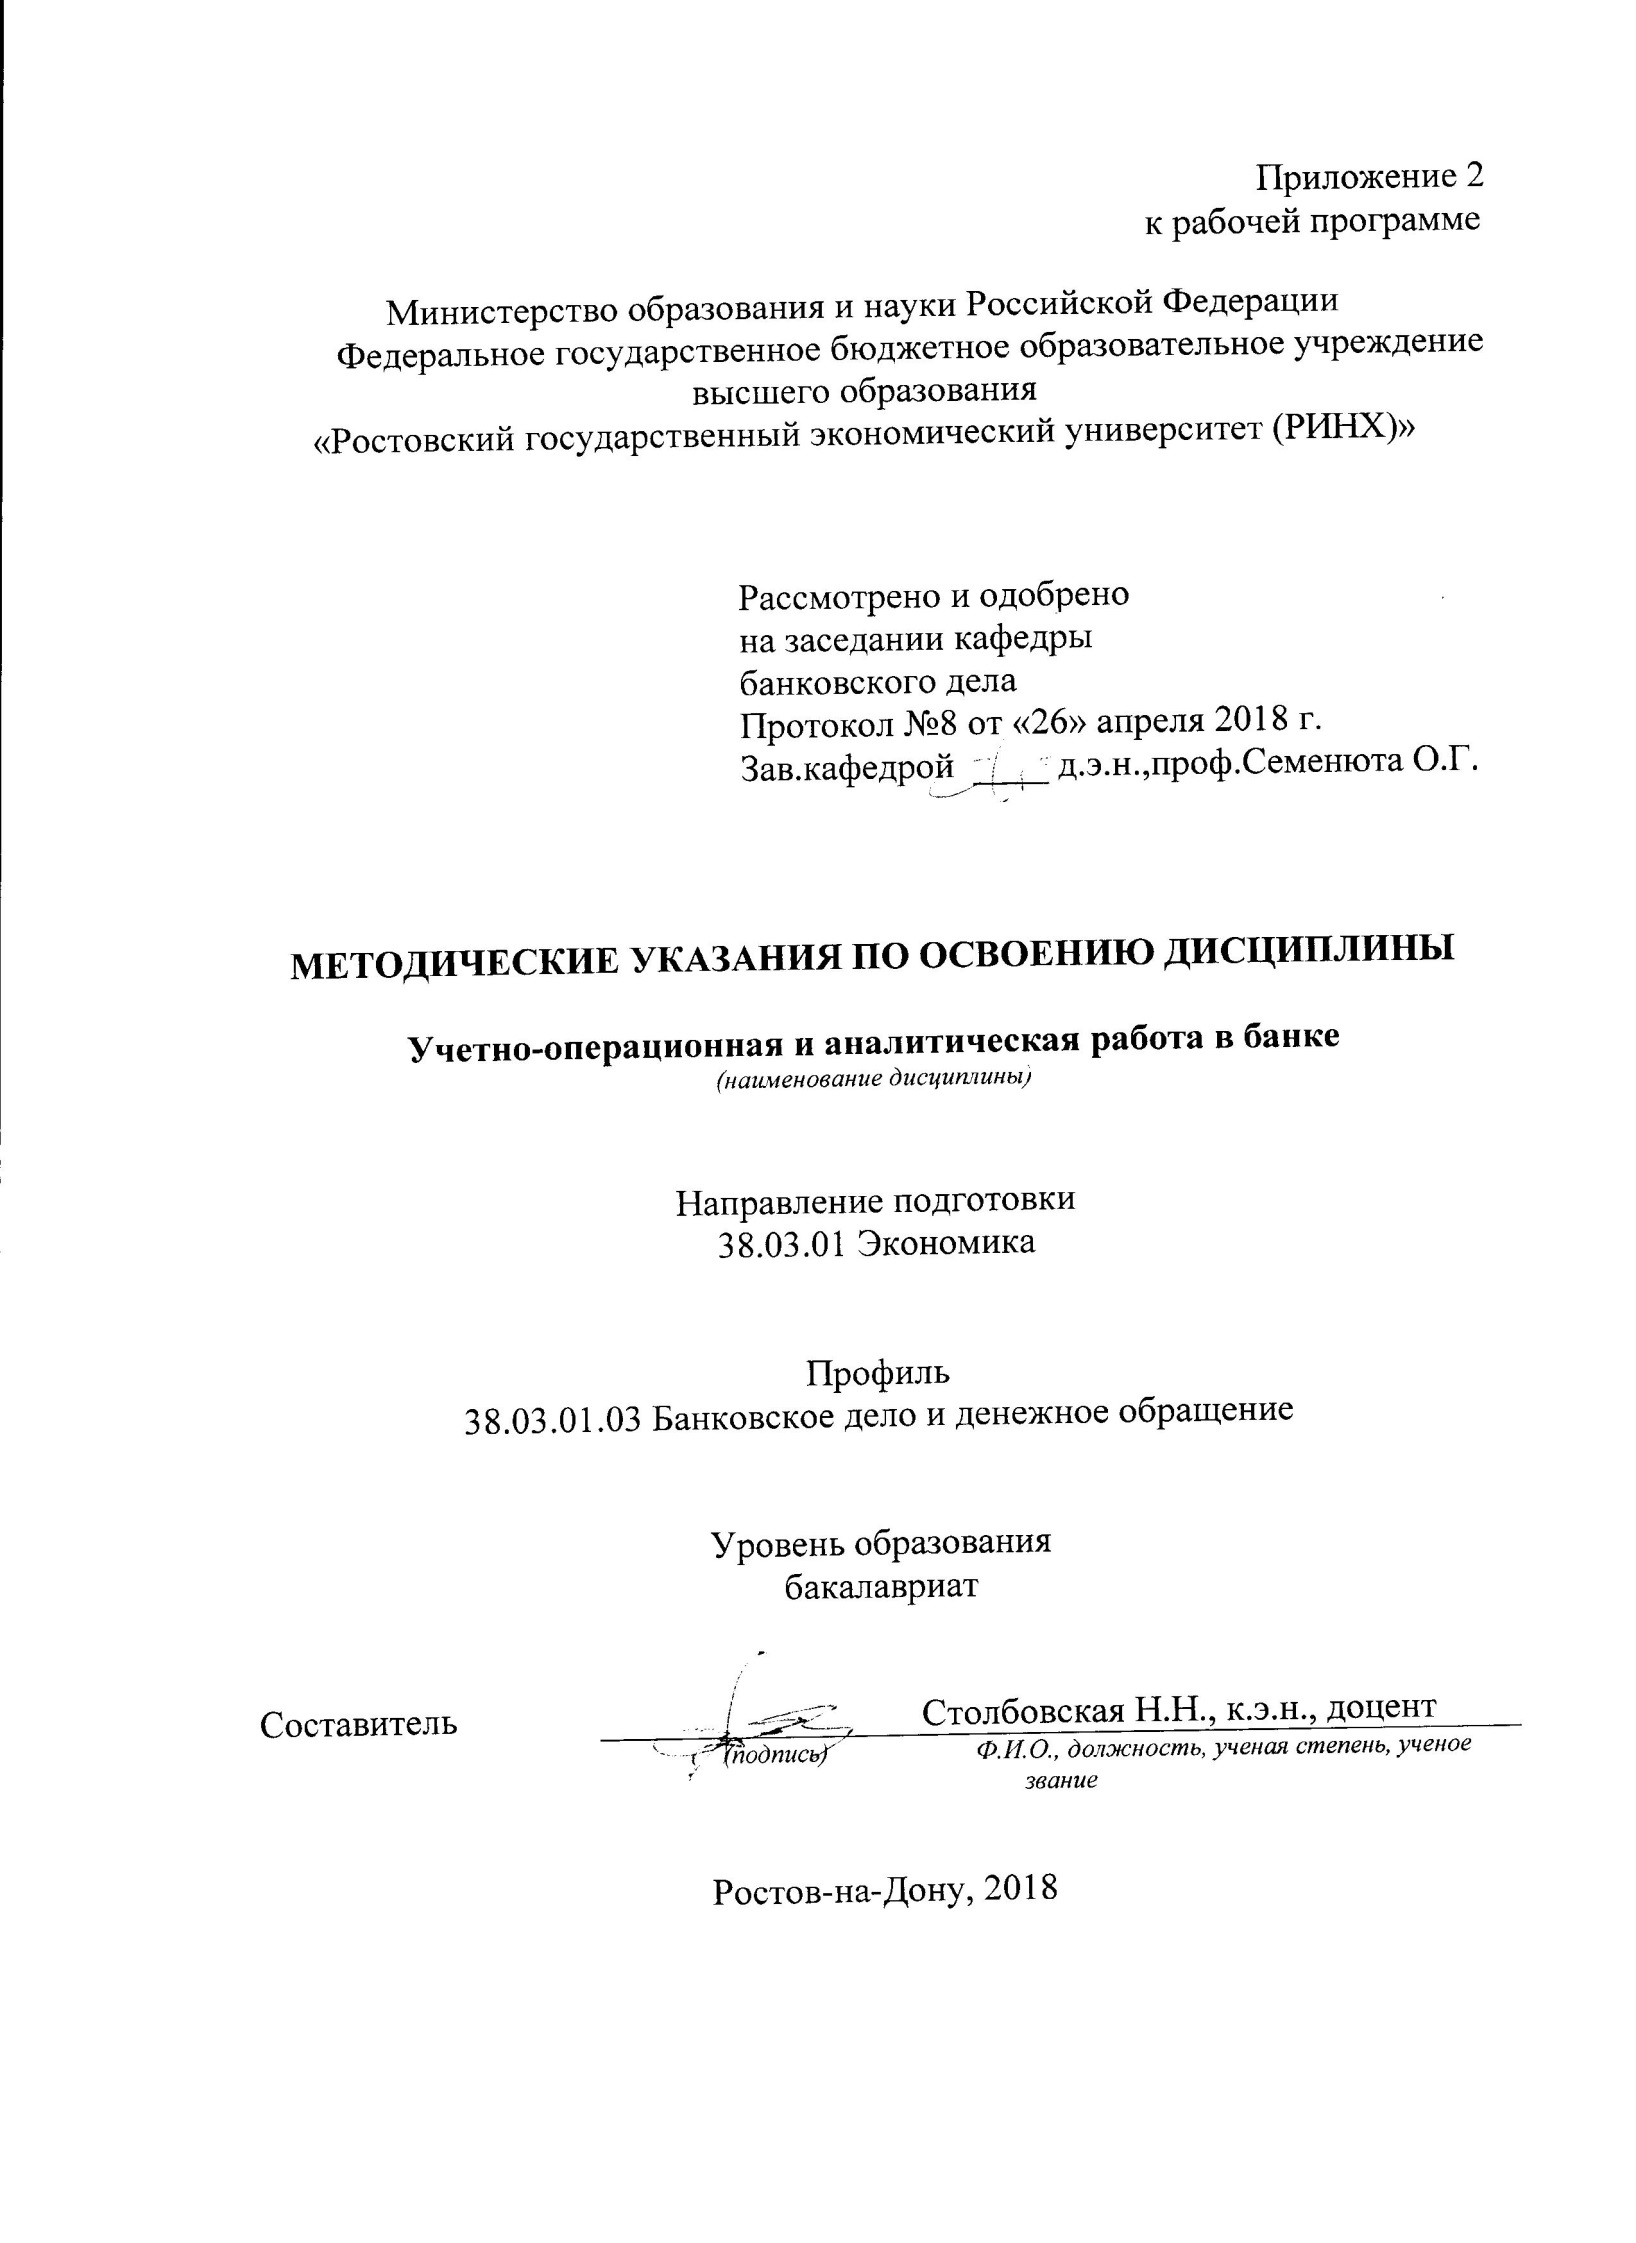 Приложение 2
к рабочей программе
Министерство образования и науки Российской Федерации
Федеральное государственное бюджетное образовательное учреждение
высшего образования
«Ростовский государственный экономический университет (РИНХ)»
Рассмотрено и одобрено
на заседании кафедры
банковского дела
Протокол №8 от «26» апреля 2018 г.
Зав.кафедрой ____ д.э.н.,проф.Семенюта О.Г.
МЕТОДИЧЕСКИЕ УКАЗАНИЯ ПО ОСВОЕНИЮ ДИСЦИПЛИНЫ
Учетно-операционная и аналитическая работа в банке
(наименование дисциплины)
Направление подготовки
38.03.01 Экономика
Профиль
38.03.01.03 Банковское дело и денежное обращение
Уровень образования
бакалавриат
Составитель Столбовская Н.Н., к.э.н., доцент
(подпись) Ф.И.О., должность, ученая степень, ученое
звание
Ростов-на-Дону, 2018